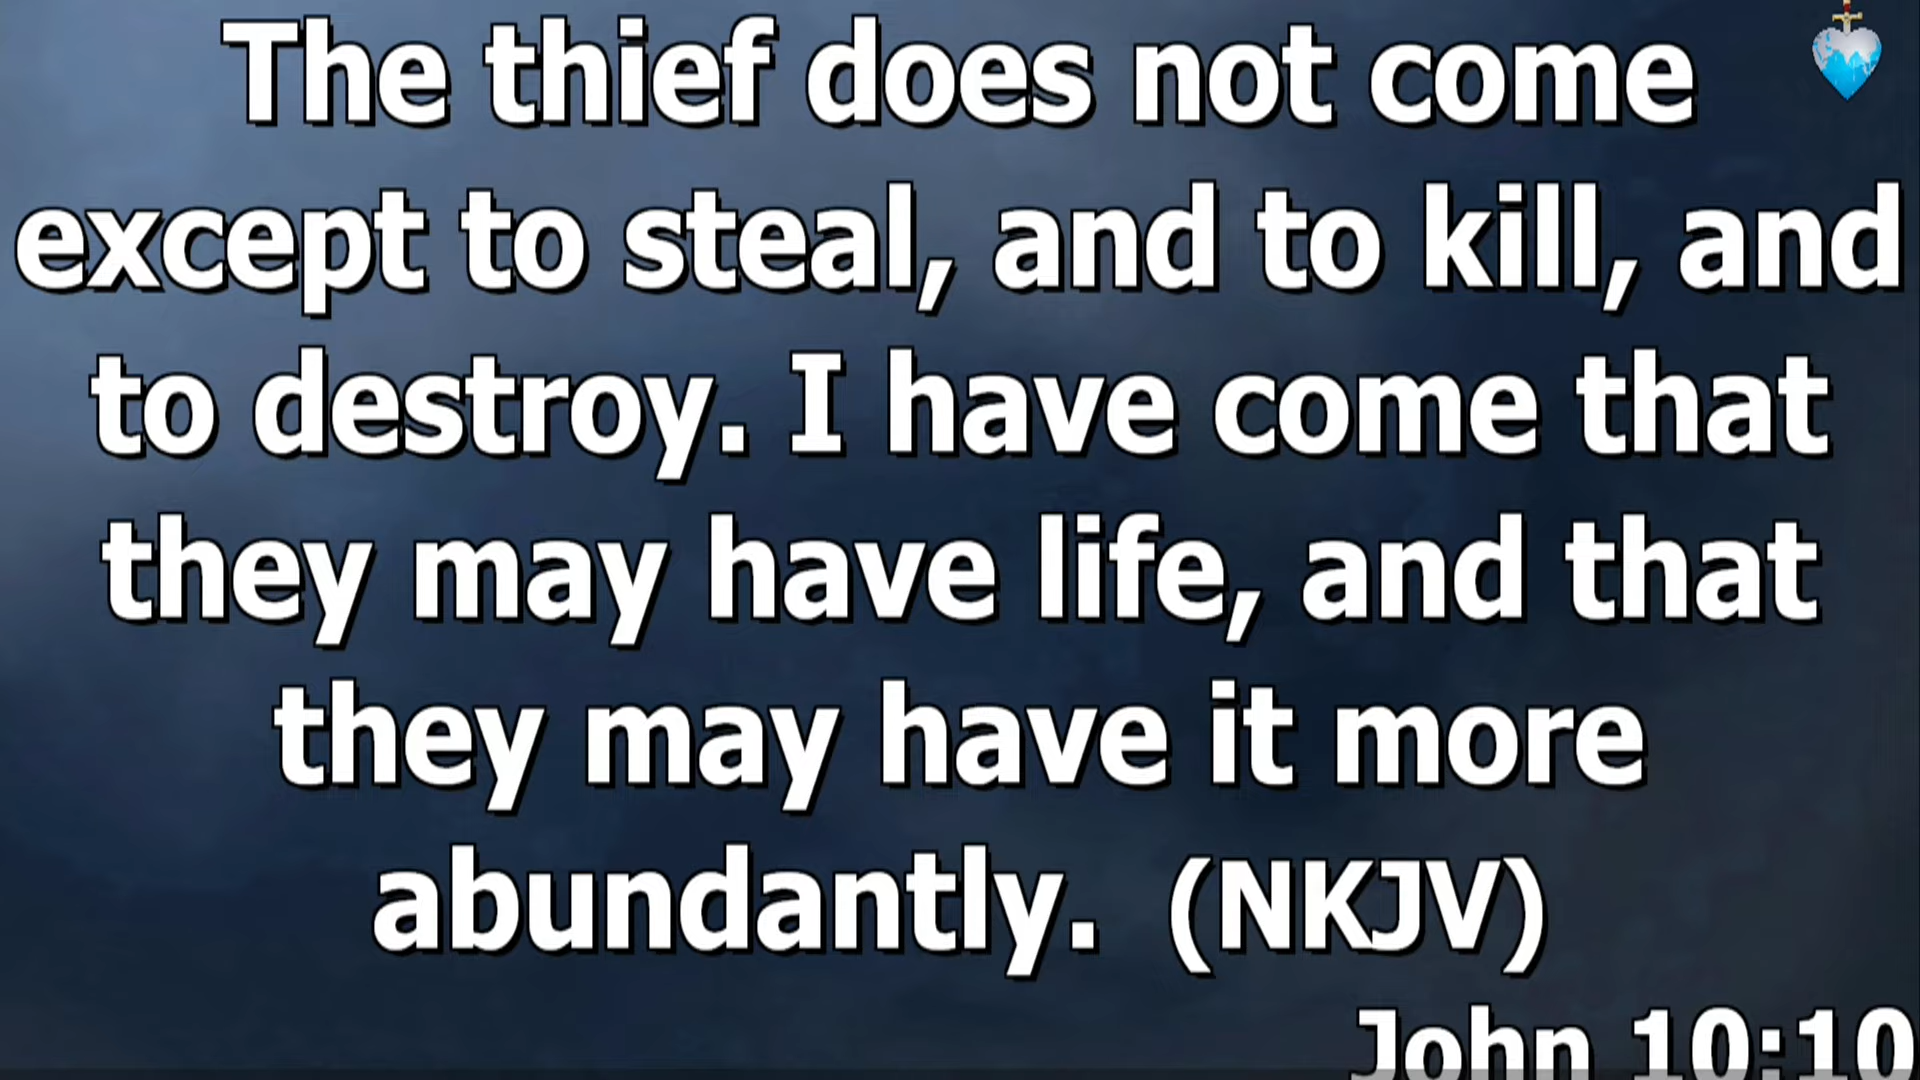 The thief does not come
except to steal, and to kill, and
to destroy. I have come that
they may have life, and that
they may have it more
abundantly. (NKJV)
John 10:10